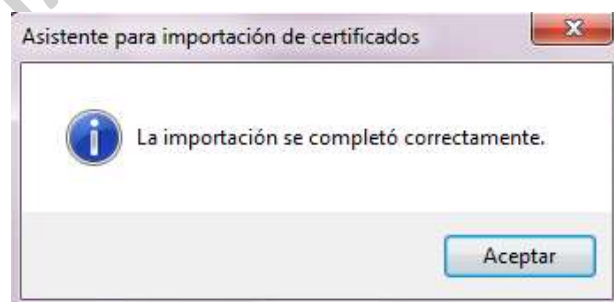 Asistente para importación de certificados
La importación se completó correctamente.
Aceptar